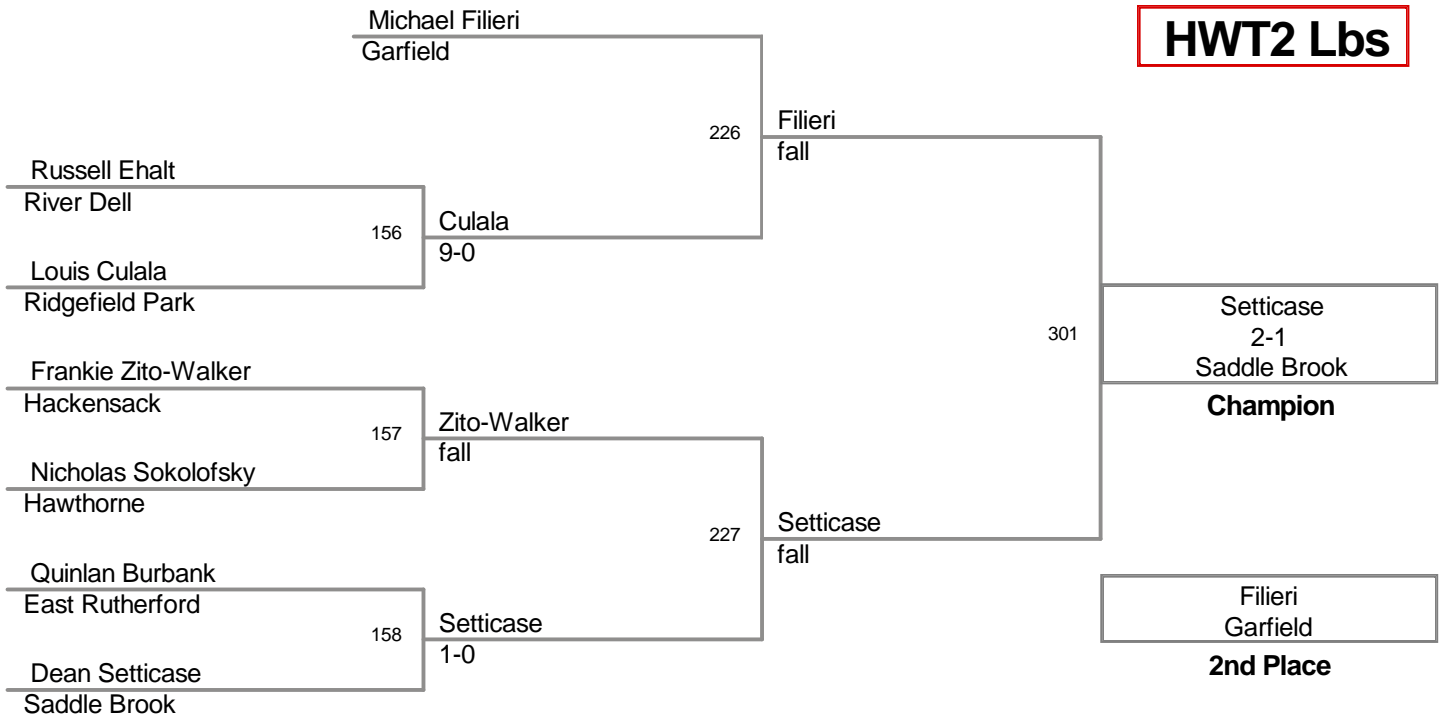 Michael Filieri
Garfield
HWT2 Lbs
226
Filieri
fall
Russell Ehalt
River Dell
156
Culala
9-0
Louis Culala
Ridgefield Park
301
Setticase
2-1
Saddle Brook
Champion
Frankie Zito-Walker
Hackensack
157
Zito-Walker
fall
Nicholas Sokolofsky
Hawthorne
227
Setticase
fall
Quinlan Burbank
East Rutherford
158
Setticase
1-0
Dean Setticase
Saddle Brook
Filieri
Garfield
2nd Place